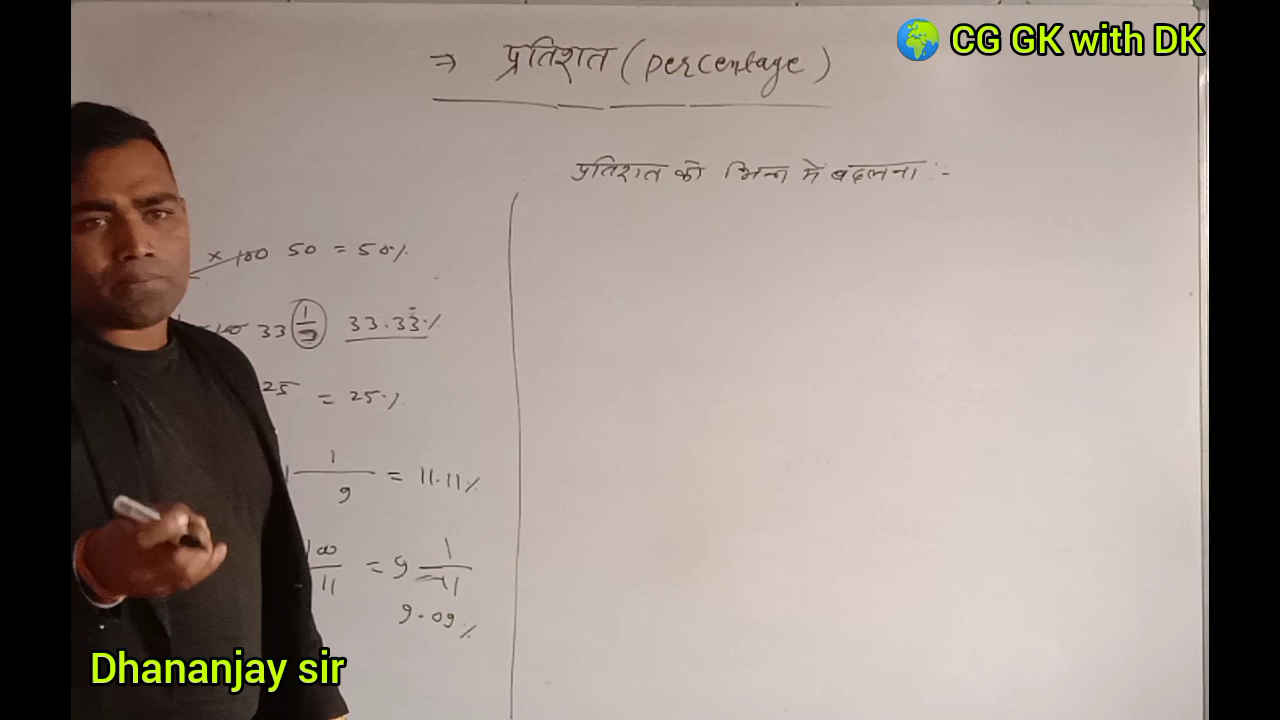 CG GK with DK
⇒ प्रतिशत (percentage)
प्रतिशत को भिन्न में बदलना :-
× 100 50 = 50%
33 1/3 33.33%
25 = 25%
1/9 = 11.11%
100/11 = 9 1/11
9.09%
Dhananjay sir